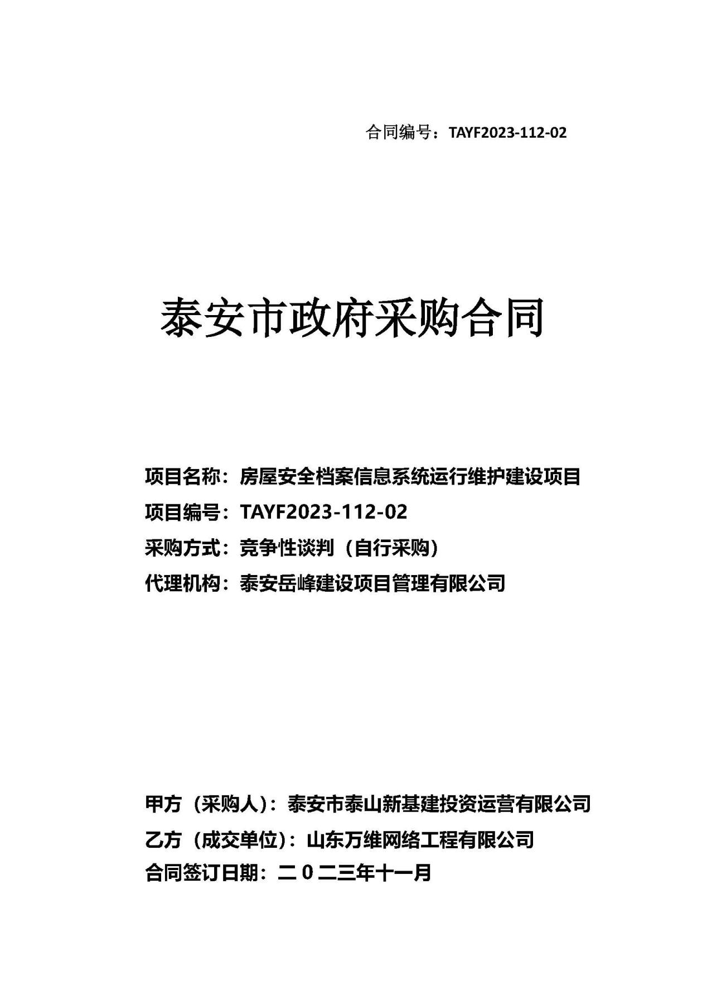 合同编号：TAYF2023-112-02
泰安市政府采购合同
项目名称：房屋安全档案信息系统运行维护建设项目
项目编号：TAYF2023-112-02
采购方式：竞争性谈判（自行采购）
代理机构：泰安岳峰建设项目管理有限公司
甲方（采购人）：泰安市泰山新基建投资运营有限公司
乙方（成交单位）：山东万维网络工程有限公司
合同签订日期：二0二三年十一月